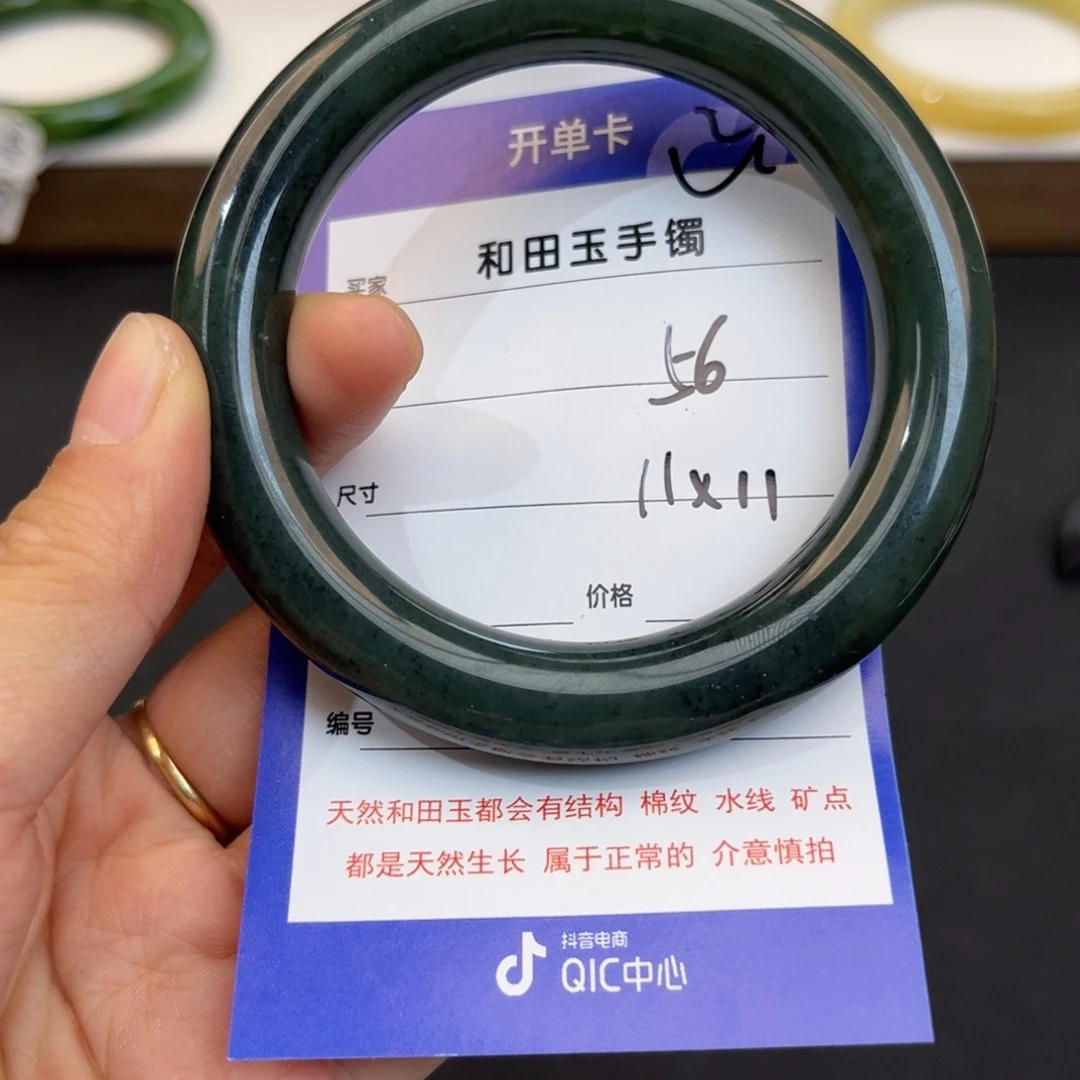 开单卡
和田玉手镯
买家
56
尺寸
11x11
价格
编号
天然和田玉都会有结构 棉纹 水线 矿点
都是天然生长 属于正常的 介意慎拍
抖音电商
QIC中心